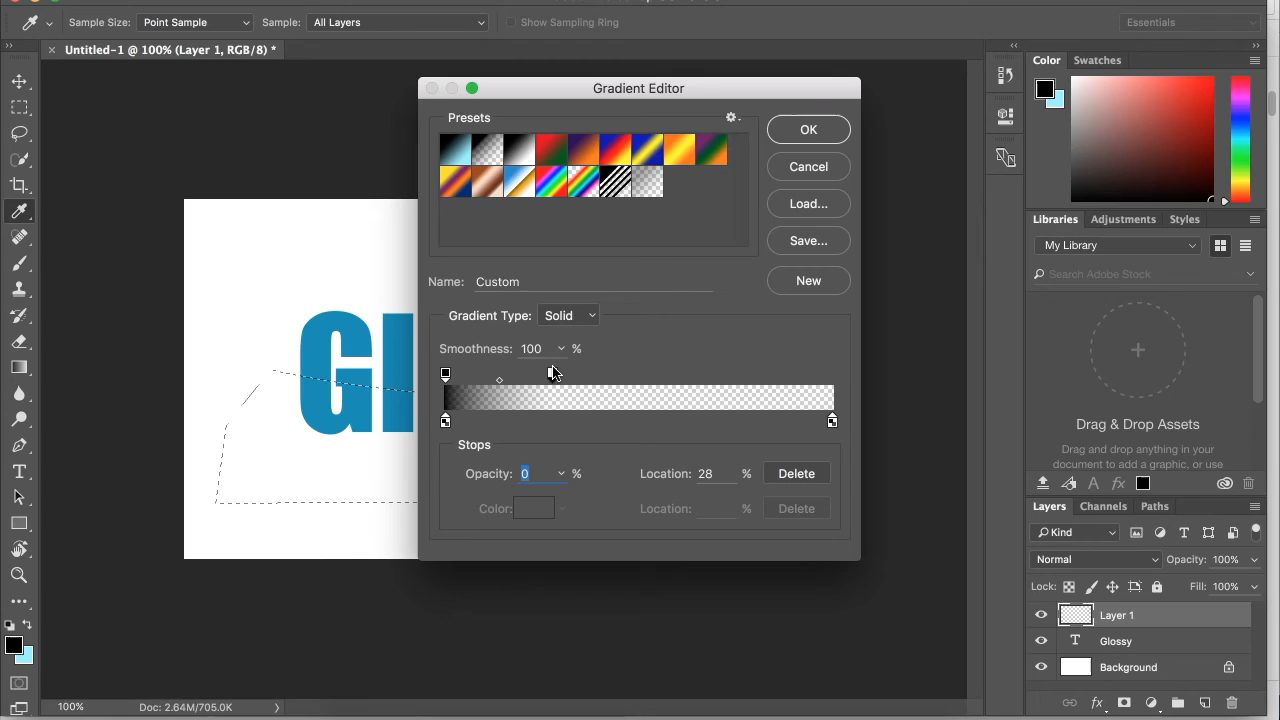 Sample Size: Point Sample Sample: All Layers Show Sampling Ring Essentials
Untitled-1 @ 100% (Layer 1, RGB/8) *
Gradient Editor
Presets
OK
Cancel
Load...
Save...
New
Name: Custom
Gradient Type: Solid
Smoothness: 100 %
Stops
Opacity: 0 % Location: 28 % Delete
Color: Location: % Delete
Gl
Color Swatches
Libraries Adjustments Styles
My Library
Search Adobe Stock
Drag & Drop Assets
Drag and drop anything in your
document to add a graphic, or use
Layers Channels Paths
Kind
Normal Opacity: 100%
Lock: Fill: 100%
Layer 1
T Glossy
Background
100% Doc: 2.64M/705.0K